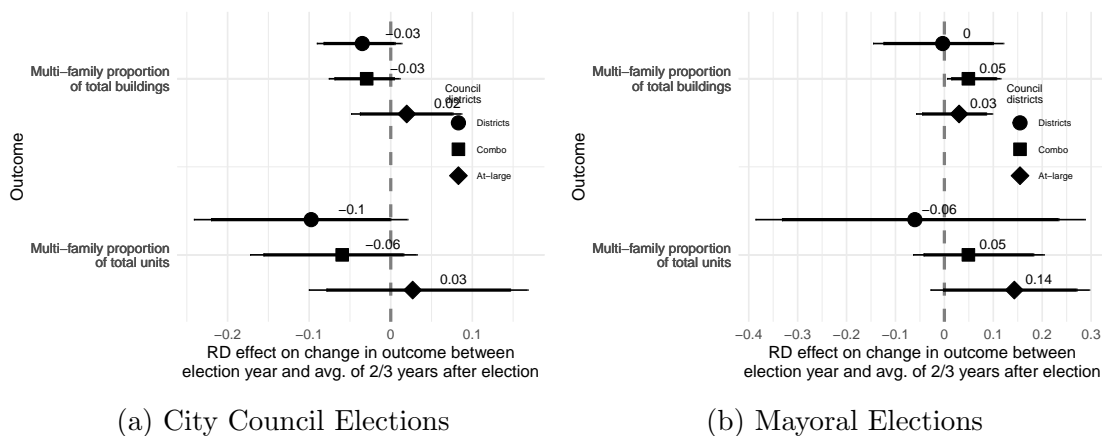 −0.03
−0.03
0.02
Multi−family proportion
of total buildings
Council
districts
Districts
Combo
At−large
Outcome
−0.1
−0.06
0.03
Multi−family proportion
of total units
−0.2
−0.1
0
0.1
RD effect on change in outcome between
election year and avg. of 2/3 years after election
(a) City Council Elections
0
0.05
0.03
Multi−family proportion
of total buildings
Council
districts
Districts
Combo
At−large
Outcome
−0.06
0.05
0.14
Multi−family proportion
of total units
−0.4
−0.3
−0.2
−0.1
0
0.1
0.2
0.3
RD effect on change in outcome between
election year and avg. of 2/3 years after election
(b) Mayoral Elections